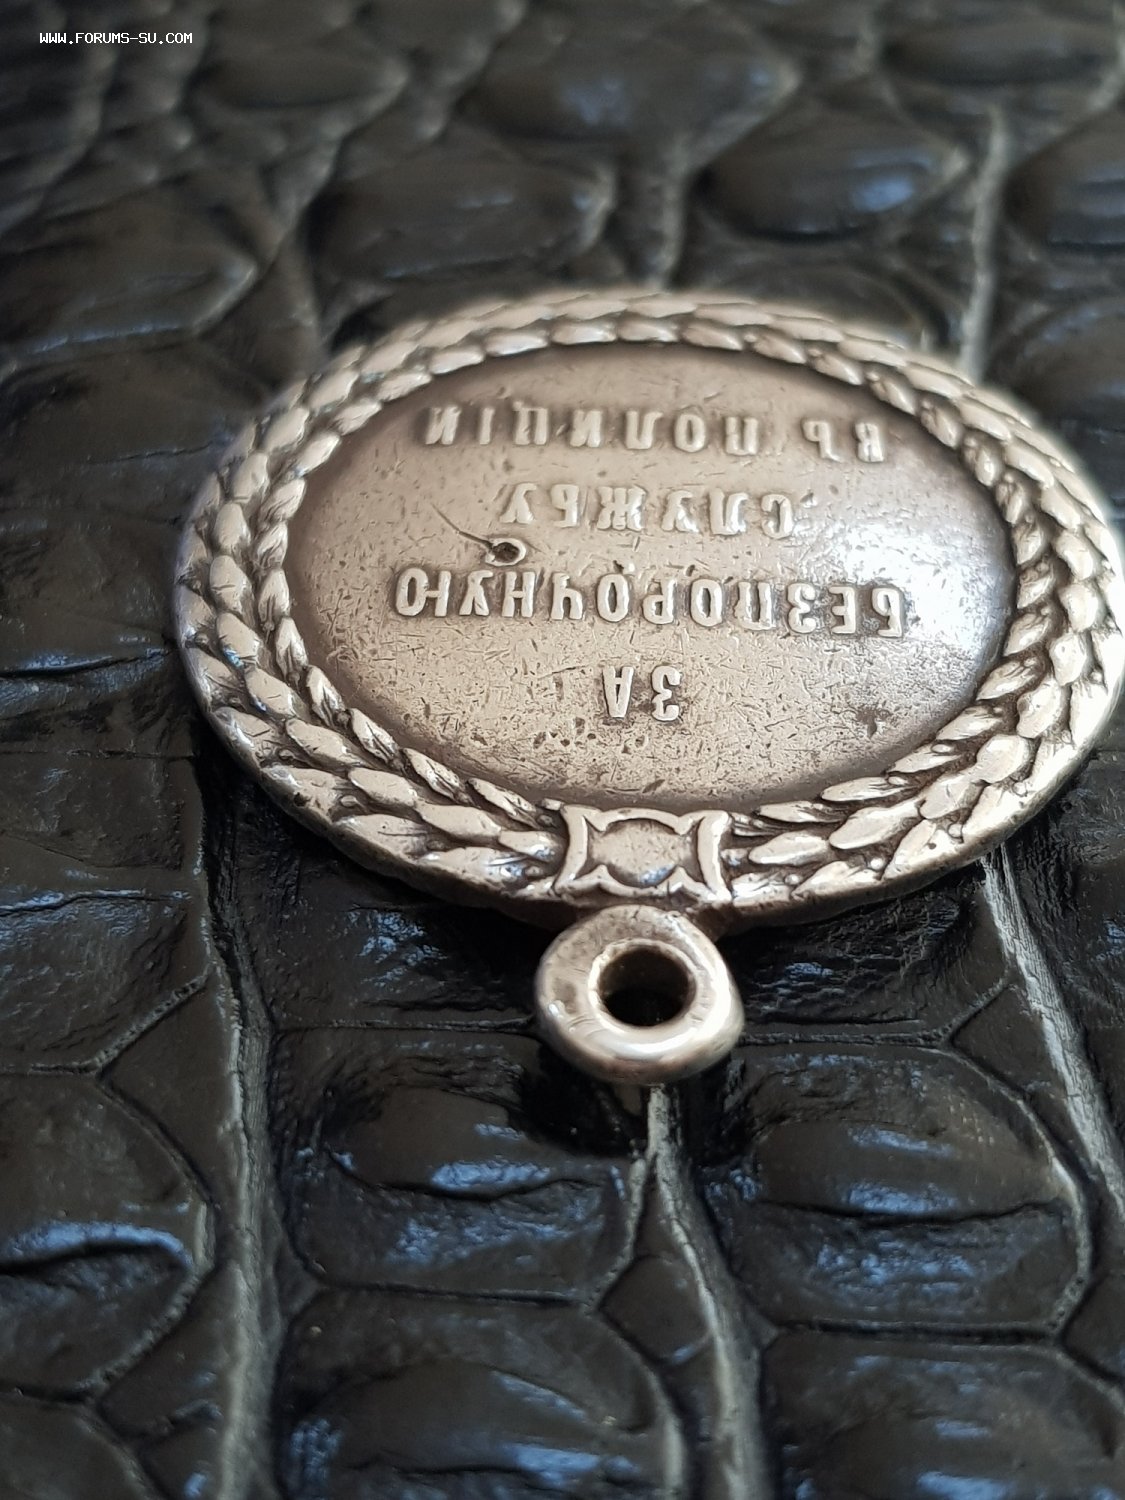 WWW.FORUMS-SU.COM
ЗА
БЕЗПОРОЧНУЮ
СЛУЖБУ
ВЪ ПОЛИЦІИ